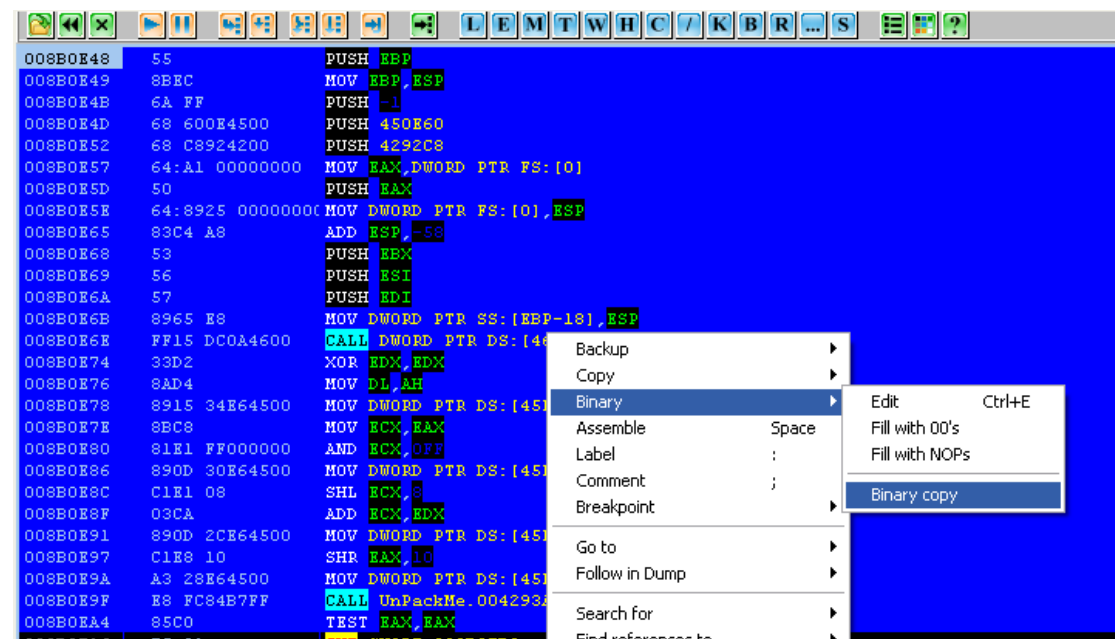 L E M T W H C / K B R ... S ?
008B0E48 55 PUSH EBP
008B0E49 8BEC MOV EBP,ESP
008B0E4B 6A FF PUSH -1
008B0E4D 68 600E4500 PUSH 450E60
008B0E52 68 C8924200 PUSH 4292C8
008B0E57 64:A1 00000000 MOV EAX,DWORD PTR FS:[0]
008B0E5D 50 PUSH EAX
008B0E5E 64:8925 0000000( MOV DWORD PTR FS:[0],ESP
008B0E65 83C4 A8 ADD ESP,-58
008B0E68 53 PUSH EBX
008B0E69 56 PUSH ESI
008B0E6A 57 PUSH EDI
008B0E6B 8965 E8 MOV DWORD PTR SS:[EBP-18],ESP
008B0E6E FF15 DC0A4600 CALL DWORD PTR DS:[46
008B0E74 33D2 XOR EDX,EDX
008B0E76 8AD4 MOV DL,AH
008B0E78 8915 34E64500 MOV DWORD PTR DS:[45
008B0E7E 8BC8 MOV ECX,EAX
008B0E80 81E1 FF000000 AND ECX,0FF
008B0E86 890D 30E64500 MOV DWORD PTR DS:[45
008B0E8C C1E1 08 SHL ECX,8
008B0E8F 03CA ADD ECX,EDX
008B0E91 890D 2CE64500 MOV DWORD PTR DS:[45
008B0E97 C1E8 10 SHR EAX,10
008B0E9A A3 28E64500 MOV DWORD PTR DS:[45
008B0E9F E8 FC84B7FF CALL UnPackMe.004293
008B0EA4 85C0 TEST EAX,EAX
Backup
Copy
Binary
Assemble Space
Label :
Comment ;
Breakpoint
Go to
Follow in Dump
Search for
Find references to
Edit Ctrl+E
Fill with 00's
Fill with NOPs
Binary copy